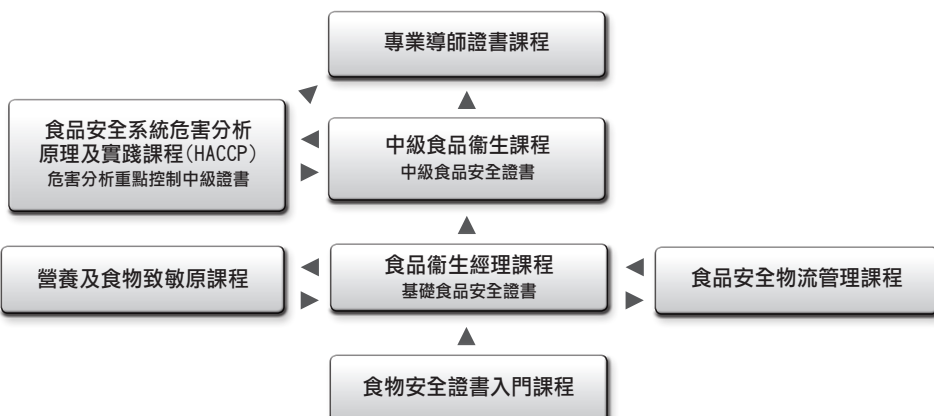 專業導師證書課程
食品安全系統危害分析
原理及實踐課程(HACCP)
危害分析重點控制中級證書
中級食品衞生課程
中級食品安全證書
營養及食物致敏原課程
食品衞生經理課程
基礎食品安全證書
食品安全物流管理課程
食物安全證書入門課程